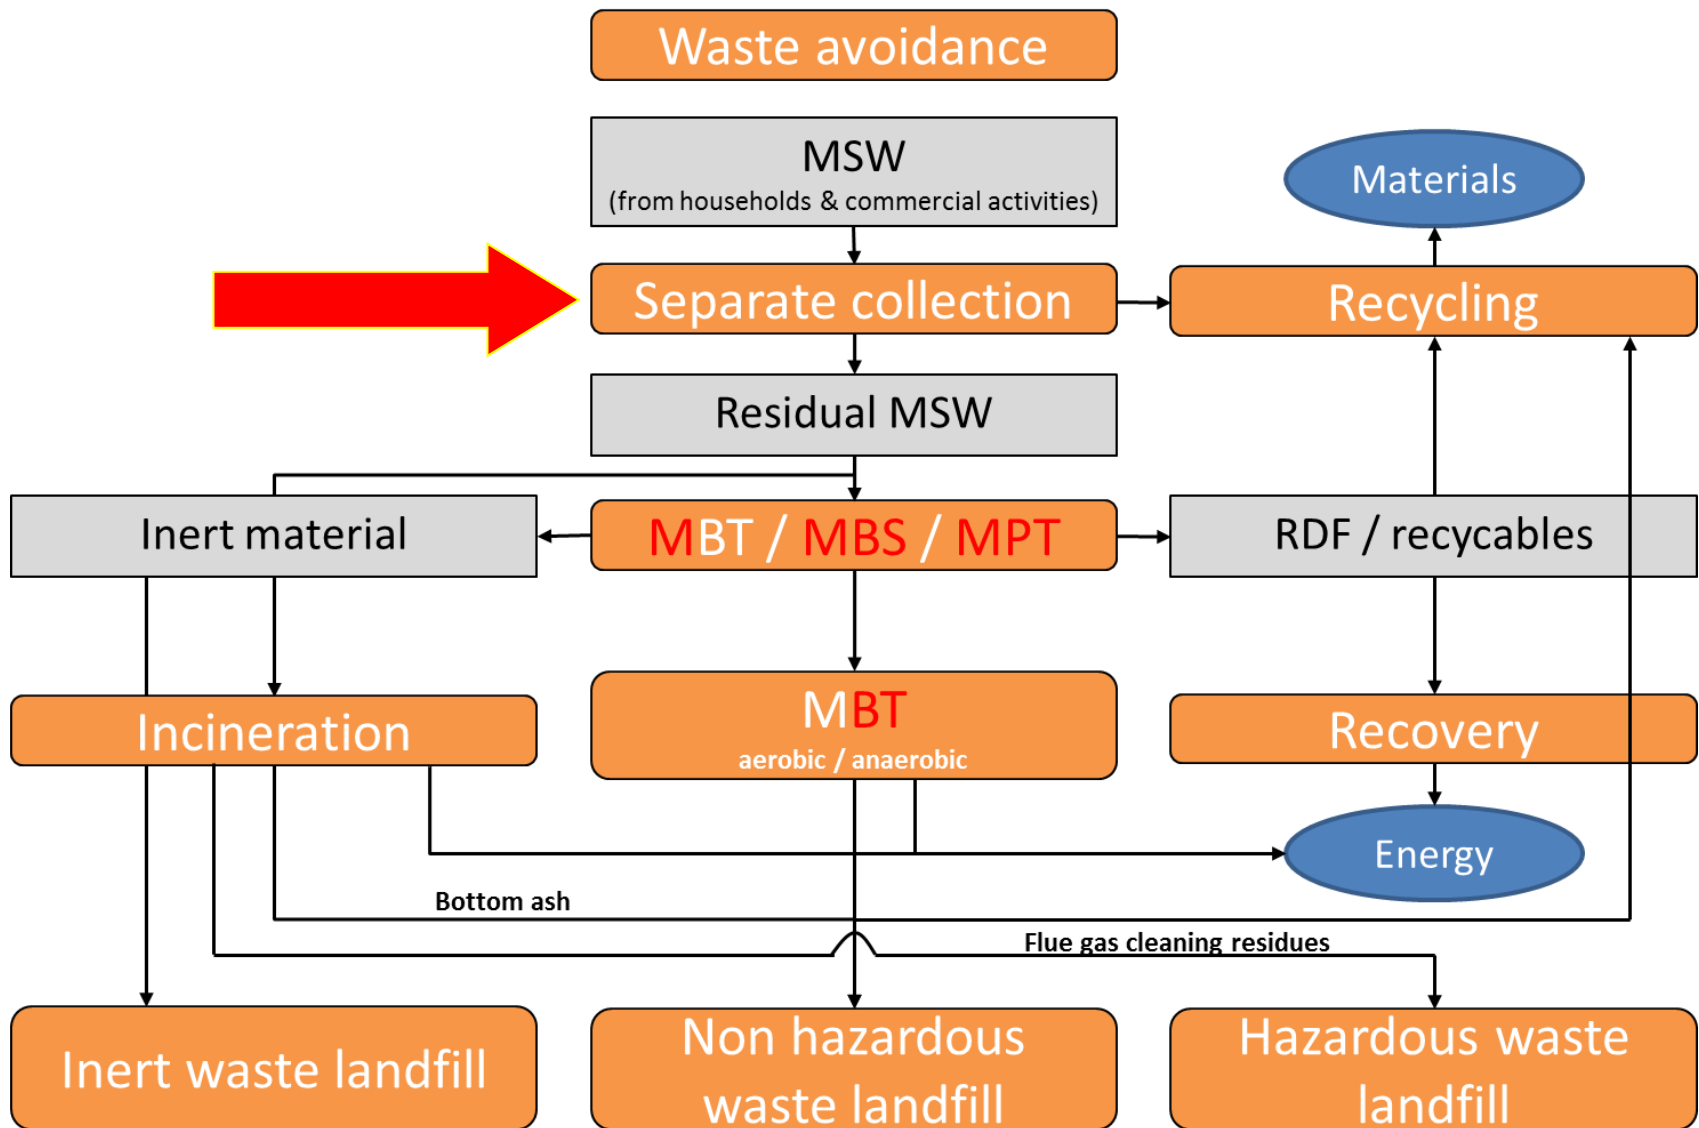 Waste avoidance
MSW
(from households & commercial activities)
Materials
Separate collection
Recycling
Residual MSW
Inert material
MBT / MBS / MPT
RDF / recycables
Incineration
MBT
aerobic / anaerobic
Recovery
Energy
Bottom ash
Flue gas cleaning residues
Inert waste landfill
Non hazardous
waste landfill
Hazardous waste
landfill